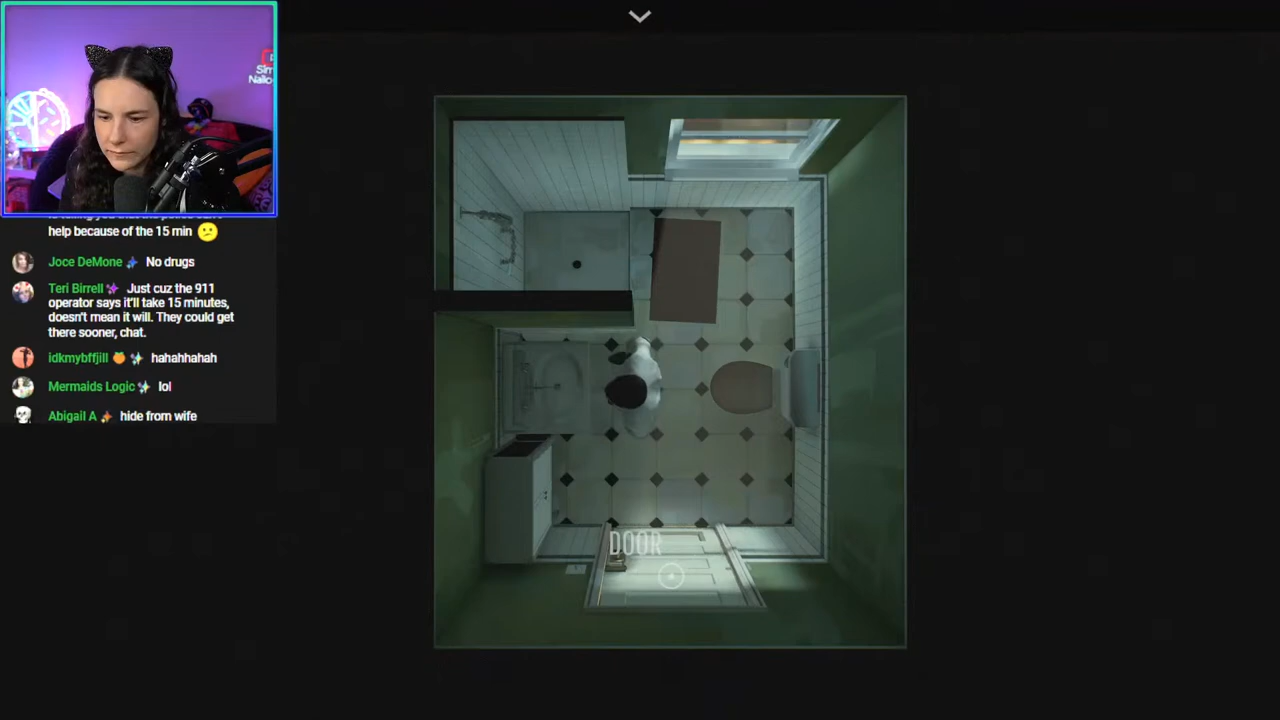 help because of the 15 min
Joce DeMone No drugs
Teri Birrell Just cuz the 911
operator says it'll take 15 minutes,
doesn't mean it will. They could get
there sooner, chat.
idkmybffjill hahahhahah
Mermaids Logic lol
Abigail A hide from wife
DOOR